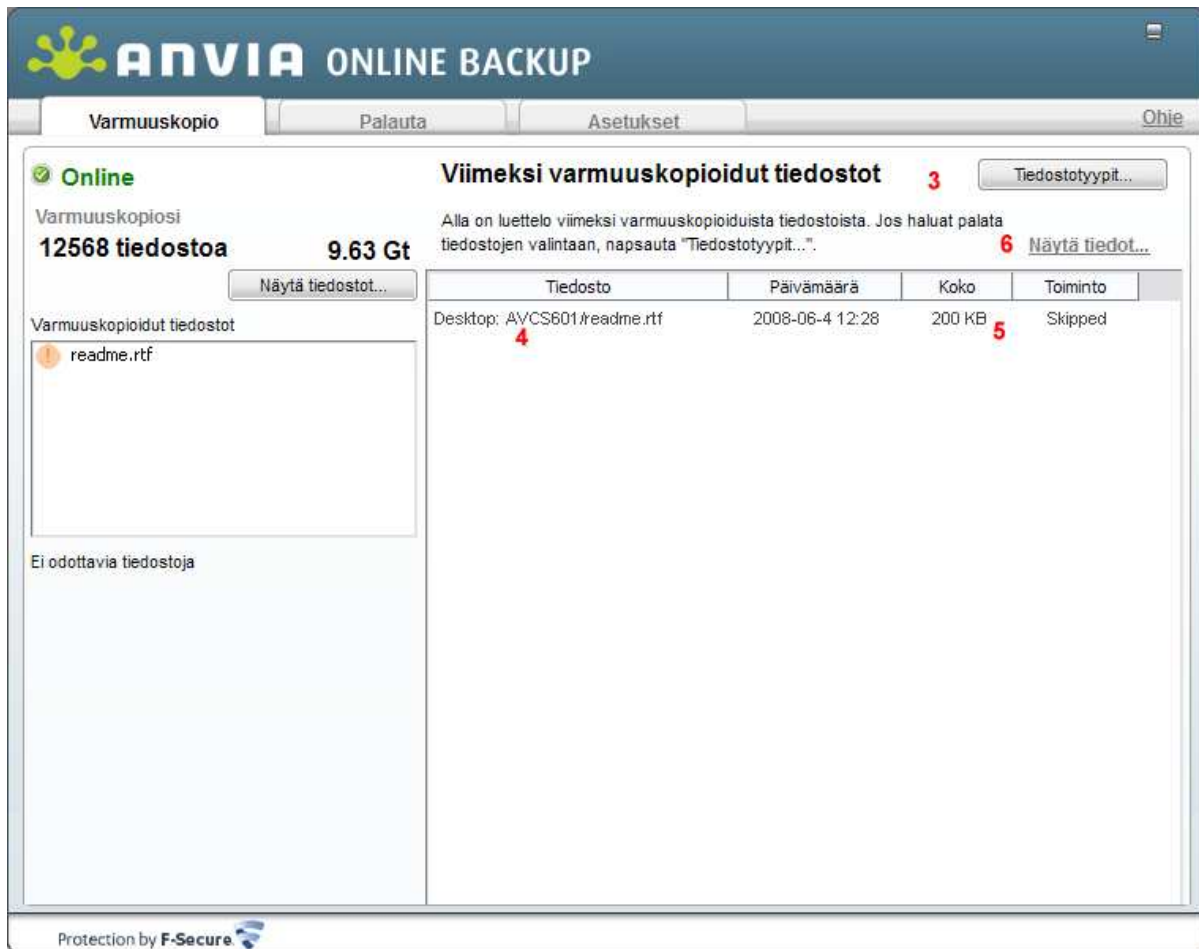 ANVIA ONLINE BACKUP
Varmuuskopio
Palauta
Asetukset
Ohje
Online
Varmuuskopiosi
12568 tiedostoa
9.63 Gt
Näytä tiedostot...
Varmuuskopioidut tiedostot
readme.rtf
Ei odottavia tiedostoja
Viimeksi varmuuskopioidut tiedostot
3
Tiedostotyypit...
Alla on luettelo viimeksi varmuuskopioiduista tiedostoista. Jos haluat palata
tiedostojen valintaan, napsauta "Tiedostotyypit...".
6 Näytä tiedot...
Tiedosto Päivämäärä Koko Toiminto
Desktop: AVCS601/readme.rtf 2008-06-4 12:28 200 KB 5 Skipped
4
Protection by F-Secure.